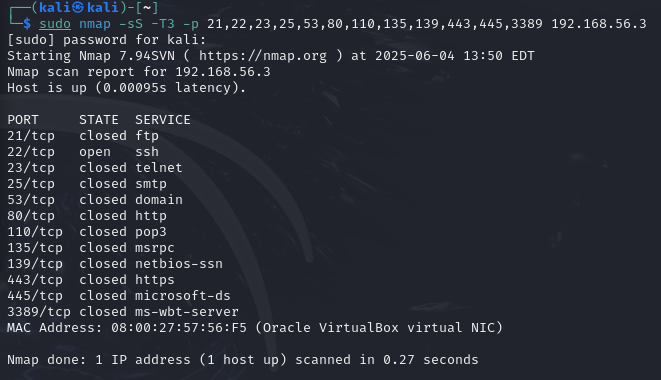 ┌──(kali㉿kali)-[~]
└─$ sudo nmap -sS -T3 -p 21,22,23,25,53,80,110,135,139,443,445,3389 192.168.56.3
[sudo] password for kali:
Starting Nmap 7.94SVN ( https://nmap.org ) at 2025-06-04 13:50 EDT
Nmap scan report for 192.168.56.3
Host is up (0.00095s latency).

PORT     STATE  SERVICE
21/tcp   closed ftp
22/tcp   open   ssh
23/tcp   closed telnet
25/tcp   closed smtp
53/tcp   closed domain
80/tcp   closed http
110/tcp  closed pop3
135/tcp  closed msrpc
139/tcp  closed netbios-ssn
443/tcp  closed https
445/tcp  closed microsoft-ds
3389/tcp closed ms-wbt-server
MAC Address: 08:00:27:57:56:F5 (Oracle VirtualBox virtual NIC)

Nmap done: 1 IP address (1 host up) scanned in 0.27 seconds